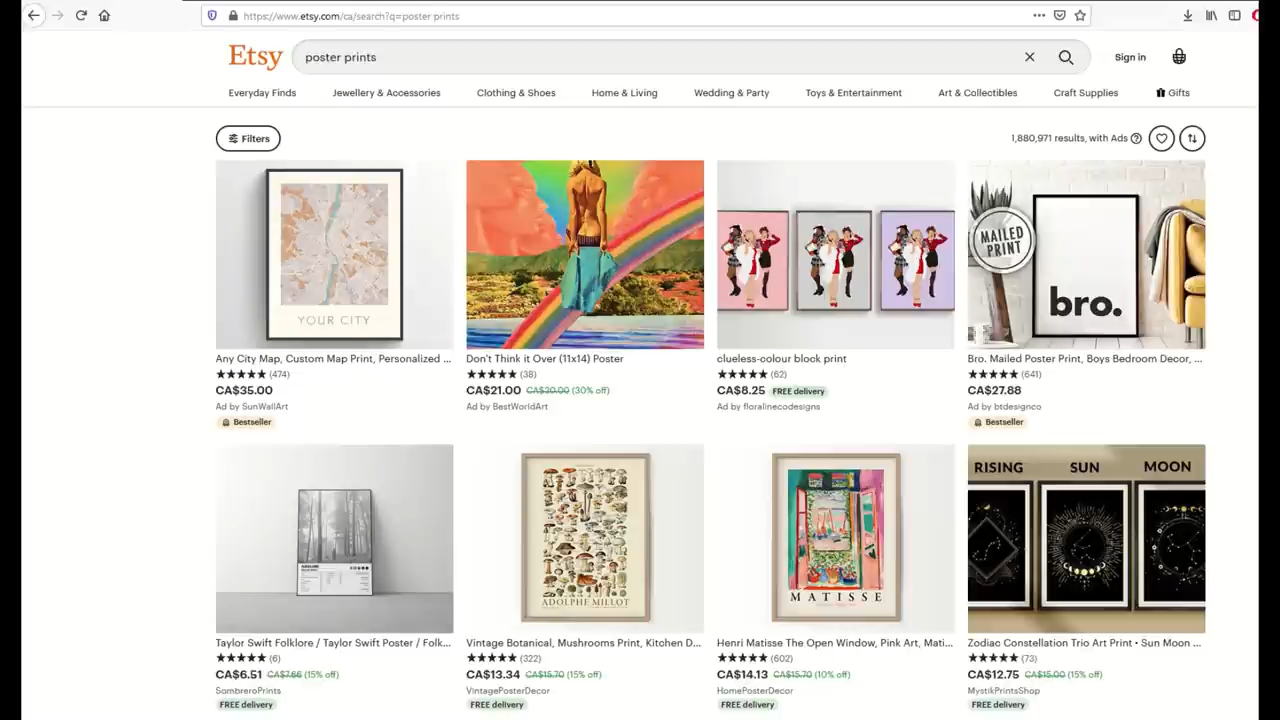 https://www.etsy.com/ca/search?q=poster prints
Etsy
poster prints
Sign in
Everyday Finds
Jewellery & Accessories
Clothing & Shoes
Home & Living
Wedding & Party
Toys & Entertainment
Art & Collectibles
Craft Supplies
Gifts
Filters
1,880,971 results, with Ads
YOUR CITY
MAILED
PRINT
bro.
Any City Map, Custom Map Print, Personalized ...
(474)
CA$35.00
Ad by SunWallArt
Bestseller
Don't Think it Over (11x14) Poster
(38)
CA$21.00 CA$30.00 (30% off)
Ad by BestWorldArt
clueless-colour block print
(62)
CA$8.25 FREE delivery
Ad by floralinecodesigns
Bro. Mailed Poster Print, Boys Bedroom Decor, ...
(641)
CA$27.88
Ad by btdesignco
Bestseller
ADOLPHE MILLOT
MATISSE
RISING
SUN
MOON
Taylor Swift Folklore / Taylor Swift Poster / Folk...
(6)
CA$6.51 CA$7.66 (15% off)
SombreroPrints
FREE delivery
Vintage Botanical, Mushrooms Print, Kitchen D...
(322)
CA$13.34 CA$15.70 (15% off)
VintagePosterDecor
FREE delivery
Henri Matisse The Open Window, Pink Art, Mati...
(602)
CA$14.13 CA$15.70 (10% off)
HomePosterDecor
FREE delivery
Zodiac Constellation Trio Art Print • Sun Moon ...
(73)
CA$12.75 CA$15.00 (15% off)
MystikPrintsShop
FREE delivery